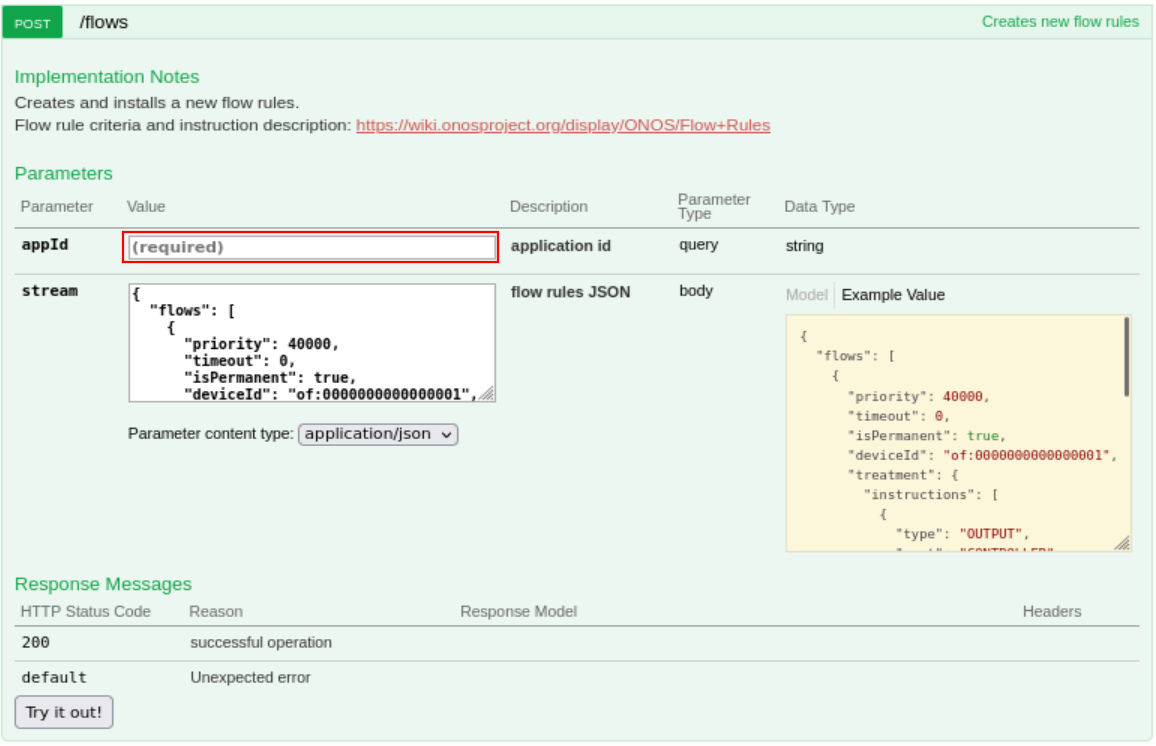 POST /flows Creates new flow rules
Implementation Notes
Creates and installs a new flow rules.
Flow rule criteria and instruction description: https://wiki.onosproject.org/display/ONOS/Flow+Rules
Parameters
Parameter Value Description Parameter Type Data Type
appId (required) application id query string
stream
{
"flows": [
{
"priority": 40000,
"timeout": 0,
"isPermanent": true,
"deviceId": "of:0000000000000001",
Parameter content type: application/json
flow rules JSON body
Model Example Value
{
"flows": [
{
"priority": 40000,
"timeout": 0,
"isPermanent": true,
"deviceId": "of:0000000000000001",
"treatment": {
"instructions": [
{
"type": "OUTPUT",
Response Messages
HTTP Status Code Reason Response Model Headers
200 successful operation
default Unexpected error
Try it out!